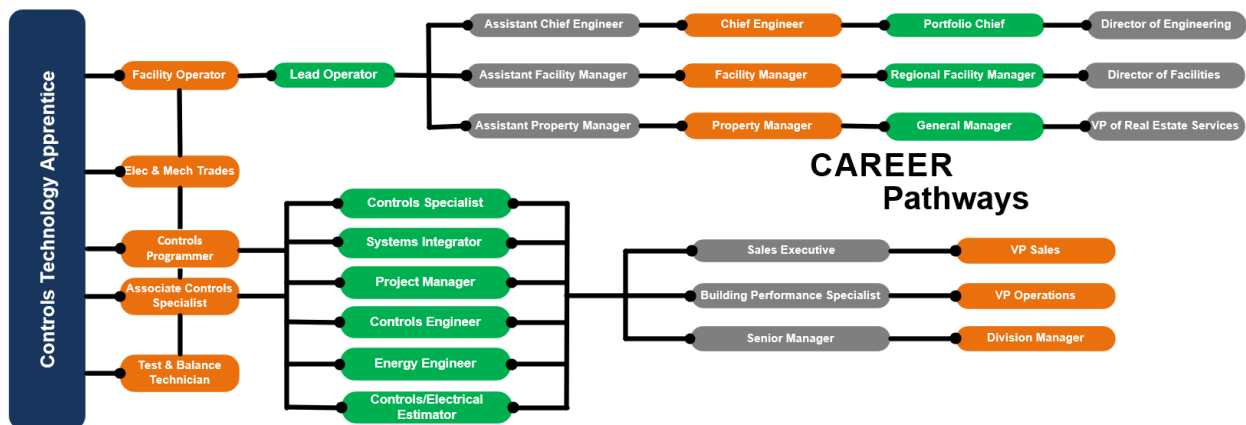 Controls Technology Apprentice
Facility Operator
Lead Operator
Assistant Chief Engineer
Chief Engineer
Portfolio Chief
Director of Engineering
Assistant Facility Manager
Facility Manager
Regional Facility Manager
Director of Facilities
Assistant Property Manager
Property Manager
General Manager
VP of Real Estate Services
CAREER
Pathways
Elec & Mech Trades
Controls
Programmer
Associate Controls
Specialist
Test & Balance
Technician
Controls Specialist
Systems Integrator
Project Manager
Controls Engineer
Energy Engineer
Controls/Electrical
Estimator
Sales Executive
VP Sales
Building Performance Specialist
VP Operations
Senior Manager
Division Manager